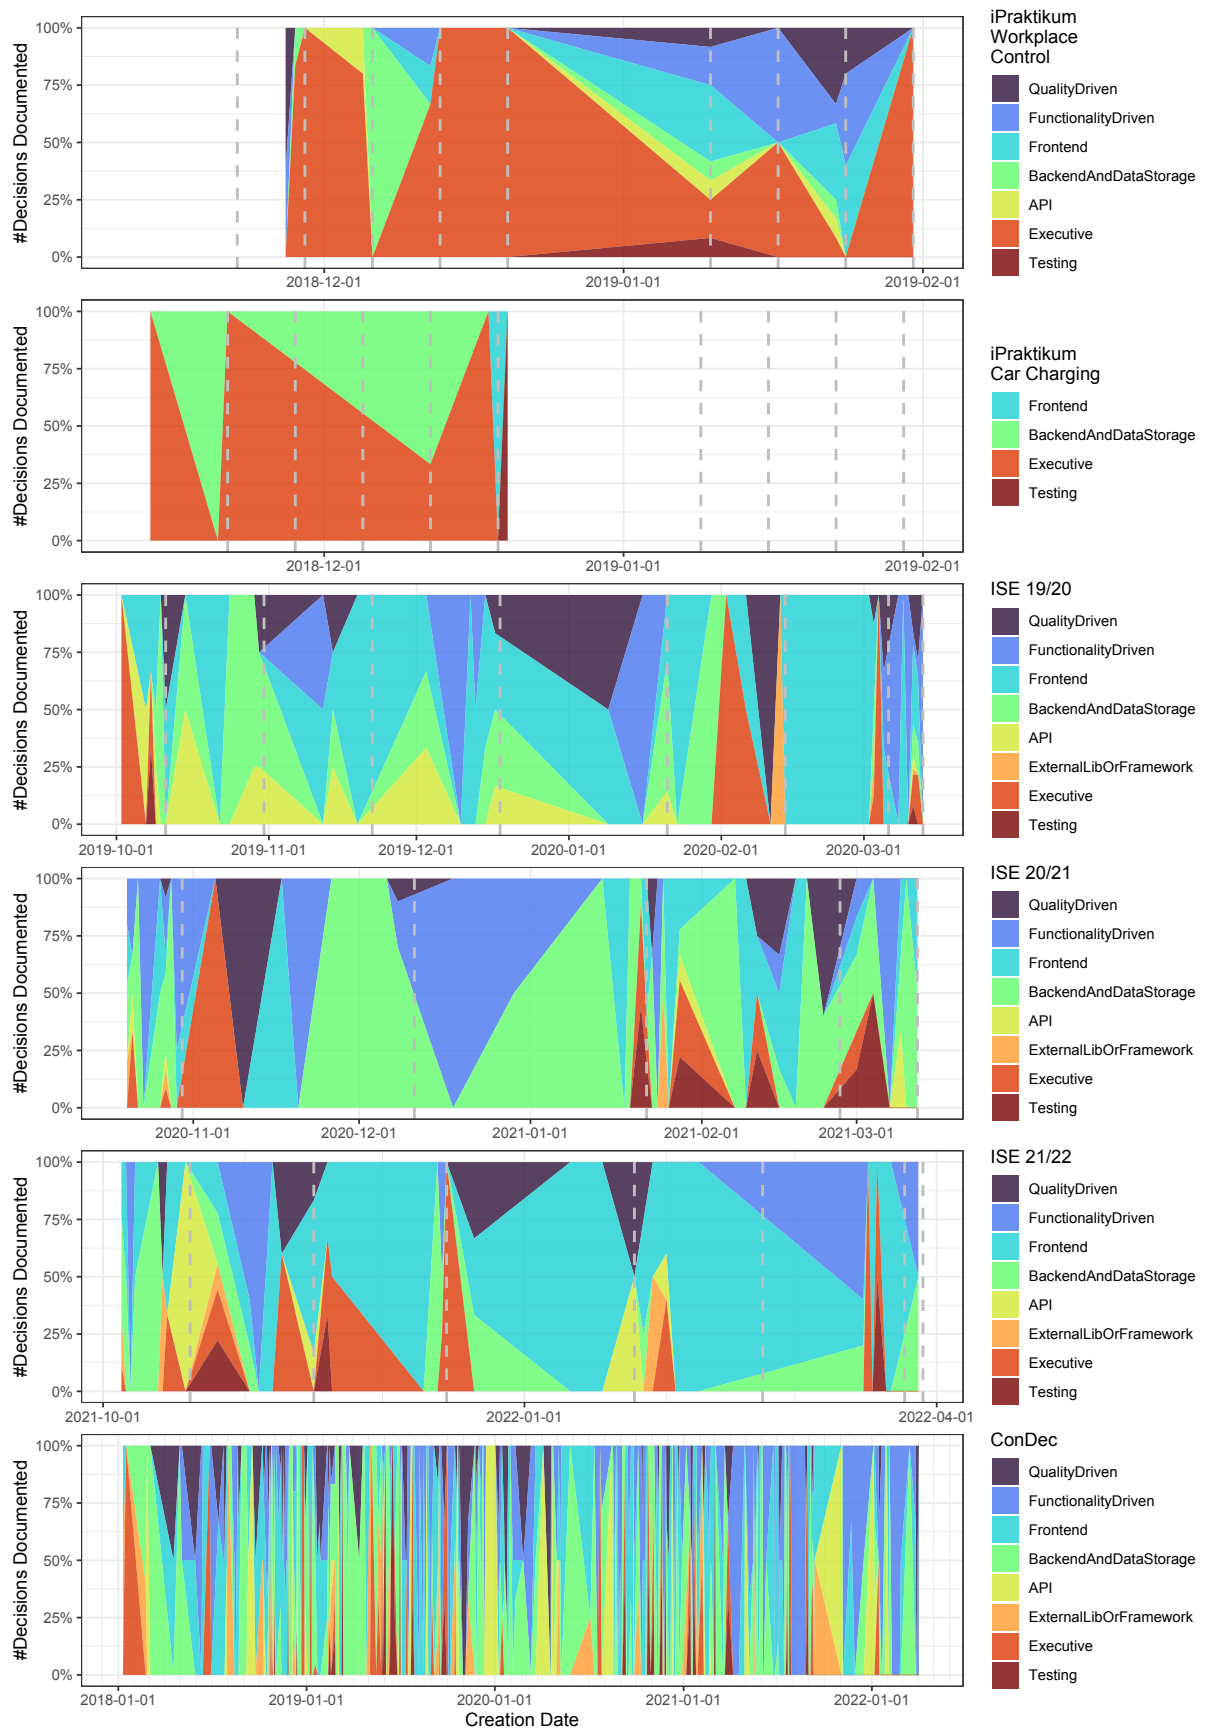 iPraktikum
Workplace
Control
QualityDriven
FunctionalityDriven
Frontend
BackendAndDataStorage
API
Executive
Testing
#Decisions Documented
100%
75%
50%
25%
0%
2018-12-01
2019-01-01
2019-02-01
iPraktikum
Car Charging
Frontend
BackendAndDataStorage
Executive
Testing
#Decisions Documented
100%
75%
50%
25%
0%
2018-12-01
2019-01-01
2019-02-01
ISE 19/20
QualityDriven
FunctionalityDriven
Frontend
BackendAndDataStorage
API
ExternalLibOrFramework
Executive
Testing
#Decisions Documented
100%
75%
50%
25%
0%
2019-10-01
2019-11-01
2019-12-01
2020-01-01
2020-02-01
2020-03-01
ISE 20/21
QualityDriven
FunctionalityDriven
Frontend
BackendAndDataStorage
API
ExternalLibOrFramework
Executive
Testing
#Decisions Documented
100%
75%
50%
25%
0%
2020-11-01
2020-12-01
2021-01-01
2021-02-01
2021-03-01
ISE 21/22
QualityDriven
FunctionalityDriven
Frontend
BackendAndDataStorage
API
ExternalLibOrFramework
Executive
Testing
#Decisions Documented
100%
75%
50%
25%
0%
2021-10-01
2022-01-01
2022-04-01
ConDec
QualityDriven
FunctionalityDriven
Frontend
BackendAndDataStorage
API
ExternalLibOrFramework
Executive
Testing
#Decisions Documented
100%
75%
50%
25%
0%
2018-01-01
2019-01-01
2020-01-01
2021-01-01
2022-01-01
Creation Date